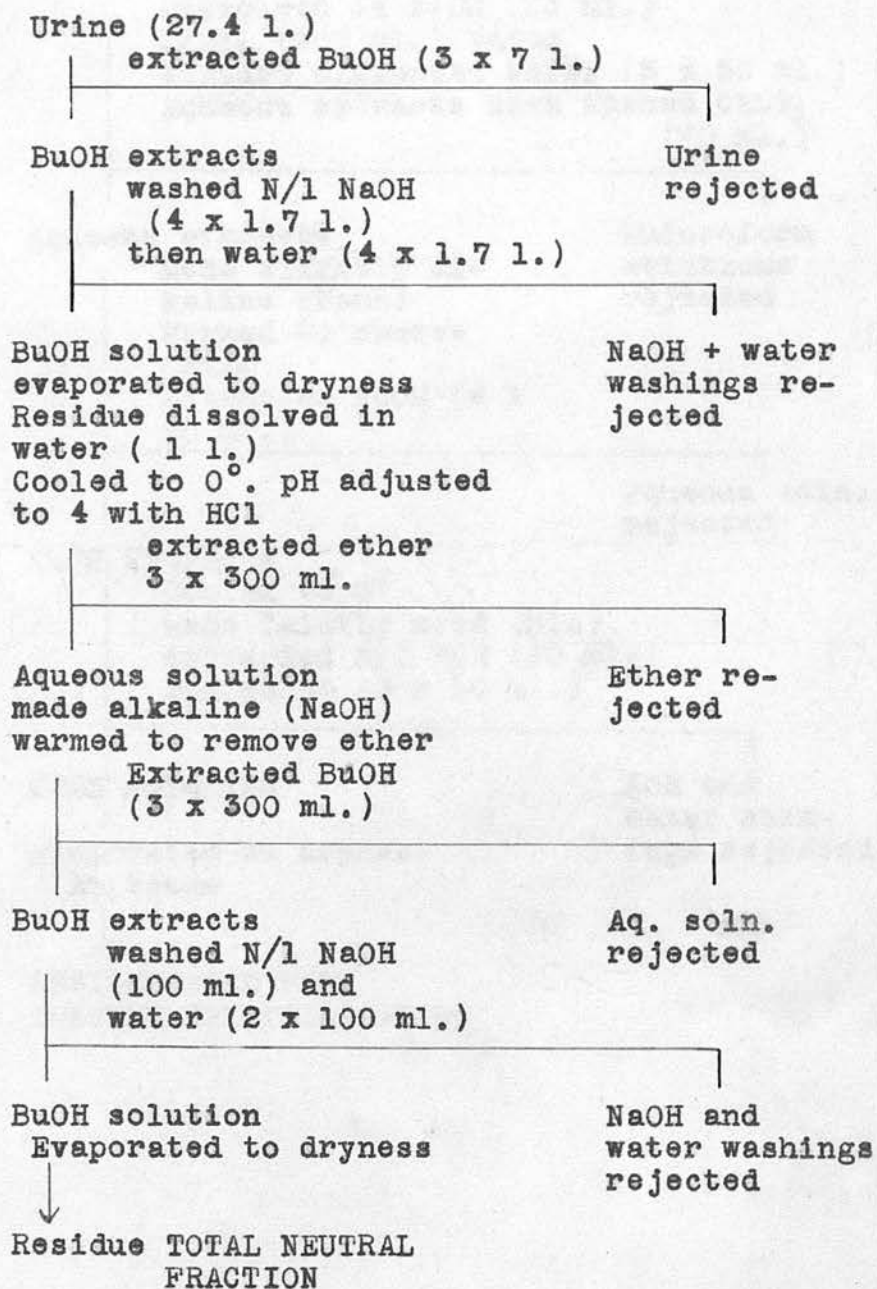 Urine (27.4 l.)
extracted BuOH (3 x 7 l.)
BuOH extracts
washed N/1 NaOH
(4 x 1.7 l.)
then water (4 x 1.7 l.)
Urine
rejected
BuOH solution
evaporated to dryness
Residue dissolved in
water ( 1 l.)
Cooled to 0°. pH adjusted
to 4 with HCl
extracted ether
3 x 300 ml.
NaOH + water
washings re-
jected
Aqueous solution
made alkaline (NaOH)
warmed to remove ether
Extracted BuOH
(3 x 300 ml.)
Ether re-
jected
BuOH extracts
washed N/1 NaOH
(100 ml.) and
water (2 x 100 ml.)
Aq. soln.
rejected
BuOH solution
Evaporated to dryness
NaOH and
water washings
rejected
Residue TOTAL NEUTRAL
FRACTION